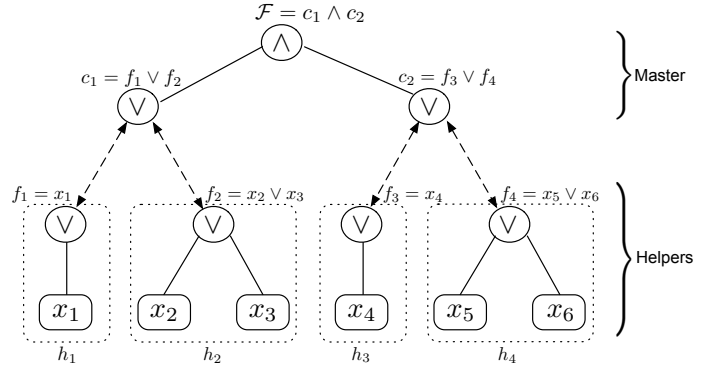 ℱ = c₁ ∧ c₂
∧
c₁ = f₁ ∨ f₂
c₂ = f₃ ∨ f₄
∨
∨
Master
f₁ = x₁
f₂ = x₂ ∨ x₃
f₃ = x₄
f₄ = x₅ ∨ x₆
∨
∨
∨
∨
Helpers
x₁
x₂
x₃
x₄
x₅
x₆
h₁
h₂
h₃
h₄